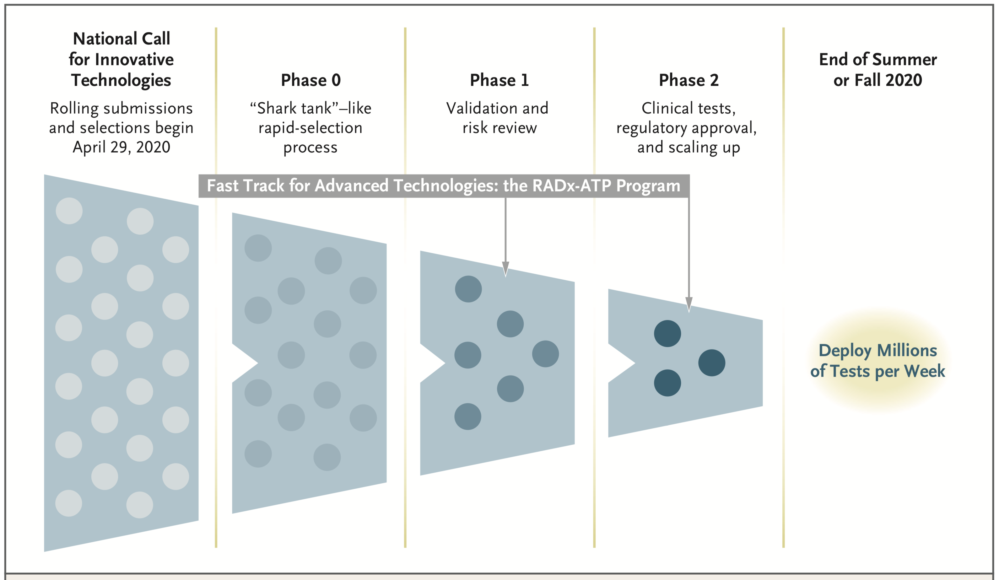 National Call
for Innovative
Technologies
Rolling submissions
and selections begin
April 29, 2020
Phase 0
“Shark tank”–like
rapid-selection
process
Phase 1
Validation and
risk review
Phase 2
Clinical tests,
regulatory approval,
and scaling up
End of Summer
or Fall 2020
Fast Track for Advanced Technologies: the RADx-ATP Program
Deploy Millions
of Tests per Week